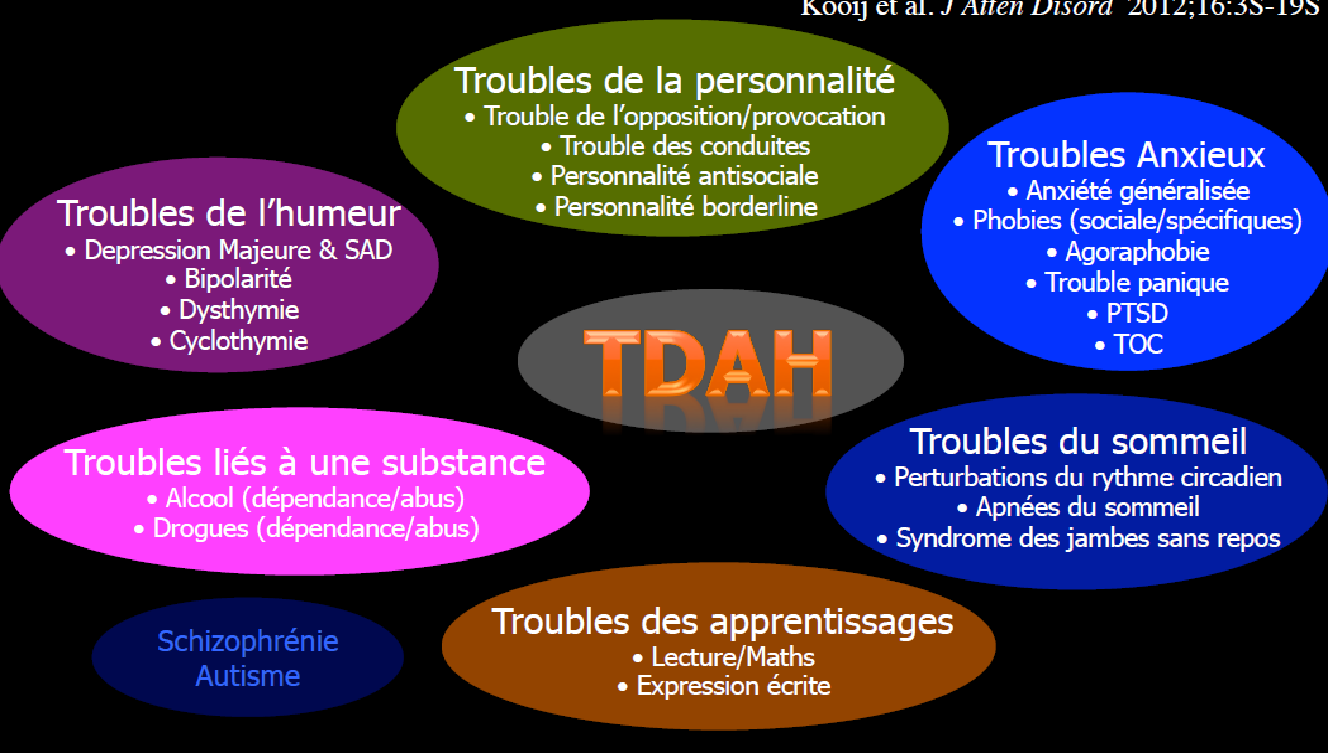 Kooij et al. J Atten Disord 2012;16:3S-19S
Troubles de la personnalité
• Trouble de l'opposition/provocation
• Trouble des conduites
• Personnalité antisociale
• Personnalité borderline
Troubles Anxieux
• Anxiété généralisée
• Phobies (sociale/spécifiques)
• Agoraphobie
• Trouble panique
• PTSD
• TOC
Troubles de l'humeur
• Depression Majeure & SAD
• Bipolarité
• Dysthymie
• Cyclothymie
TDAH
Troubles liés à une substance
• Alcool (dépendance/abus)
• Drogues (dépendance/abus)
Troubles du sommeil
• Perturbations du rythme circadien
• Apnées du sommeil
• Syndrome des jambes sans repos
Schizophrénie
Autisme
Troubles des apprentissages
• Lecture/Maths
• Expression écrite